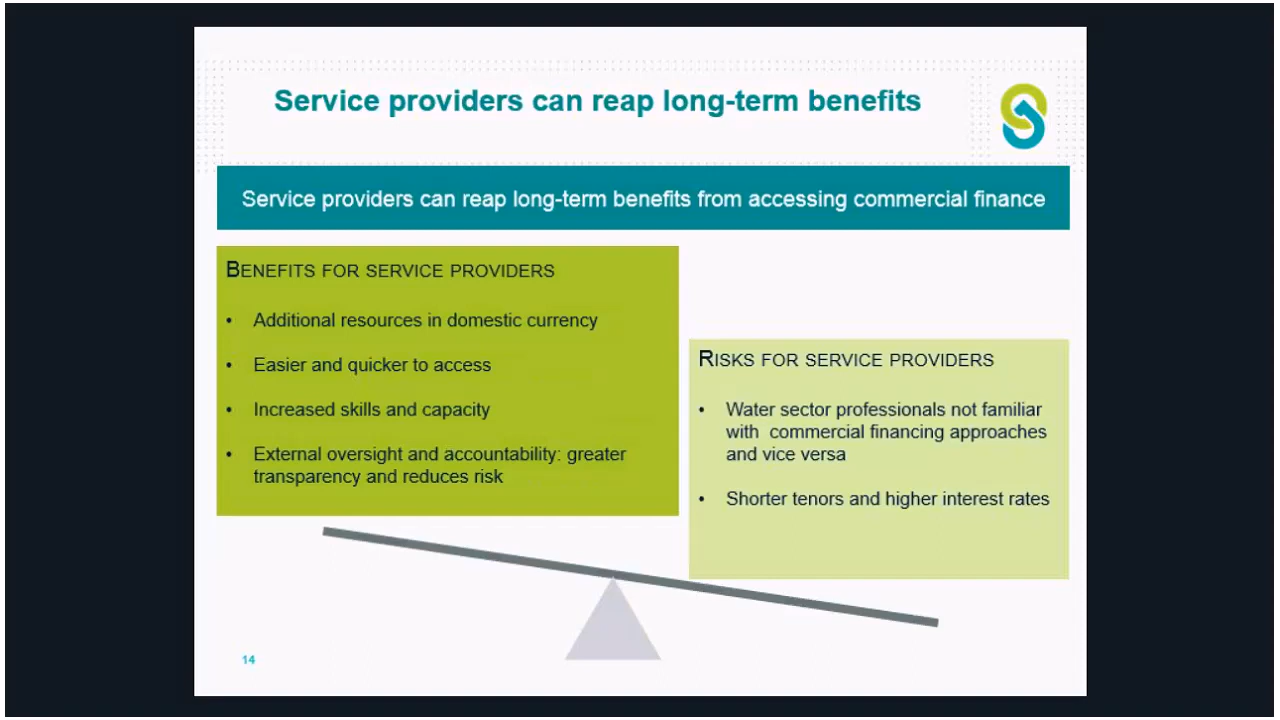 Service providers can reap long-term benefits
Service providers can reap long-term benefits from accessing commercial finance
BENEFITS FOR SERVICE PROVIDERS
• Additional resources in domestic currency
• Easier and quicker to access
• Increased skills and capacity
• External oversight and accountability: greater
transparency and reduces risk
RISKS FOR SERVICE PROVIDERS
• Water sector professionals not familiar
with commercial financing approaches
and vice versa
• Shorter tenors and higher interest rates
14